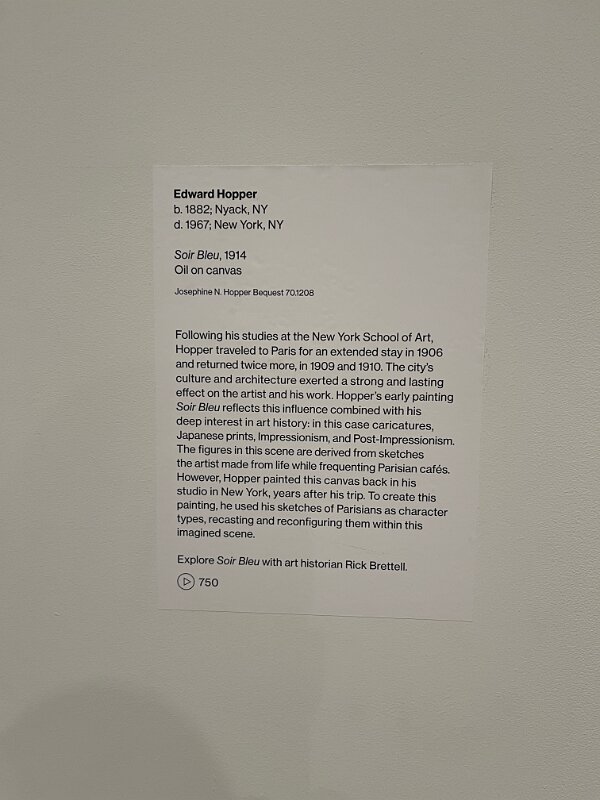 Edward Hopper
b. 1882; Nyack, NY
d. 1967; New York, NY
Soir Bleu, 1914
Oil on canvas
Josephine N. Hopper Bequest 70.1208
Following his studies at the New York School of Art,
Hopper traveled to Paris for an extended stay in 1906
and returned twice more, in 1909 and 1910. The city's
culture and architecture exerted a strong and lasting
effect on the artist and his work. Hopper's early painting
Soir Bleu reflects this influence combined with his
deep interest in art history: in this case caricatures,
Japanese prints, Impressionism, and Post-Impressionism.
The figures in this scene are derived from sketches
the artist made from life while frequenting Parisian cafés.
However, Hopper painted this canvas back in his
studio in New York, years after his trip. To create this
painting, he used his sketches of Parisians as character
types, recasting and reconfiguring them within this
imagined scene.
Explore Soir Bleu with art historian Rick Brettell.
750